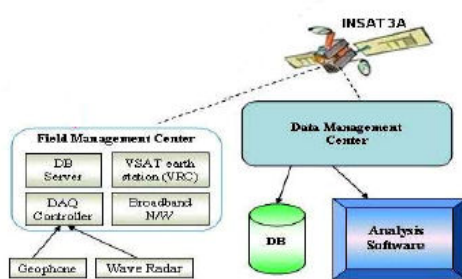 INSAT3A
Field Management Center
DB
Server
VSAT earth
station (VRC)
DAQ
Controller
Broadband
N/W
Geophone
Wave Radar
Data Management
Center
DB
Analysis
Software